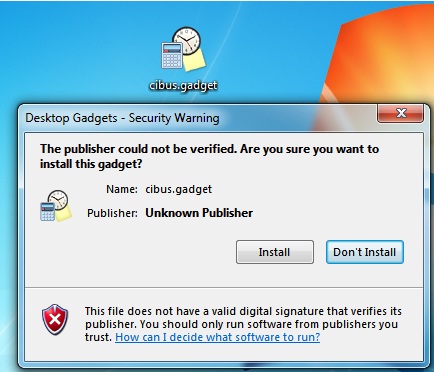 cibus.gadget
Desktop Gadgets - Security Warning
The publisher could not be verified. Are you sure you want to
install this gadget?
Name: cibus.gadget
Publisher: Unknown Publisher
Install Don't Install
This file does not have a valid digital signature that verifies its
publisher. You should only run software from publishers you
trust. How can I decide what software to run?